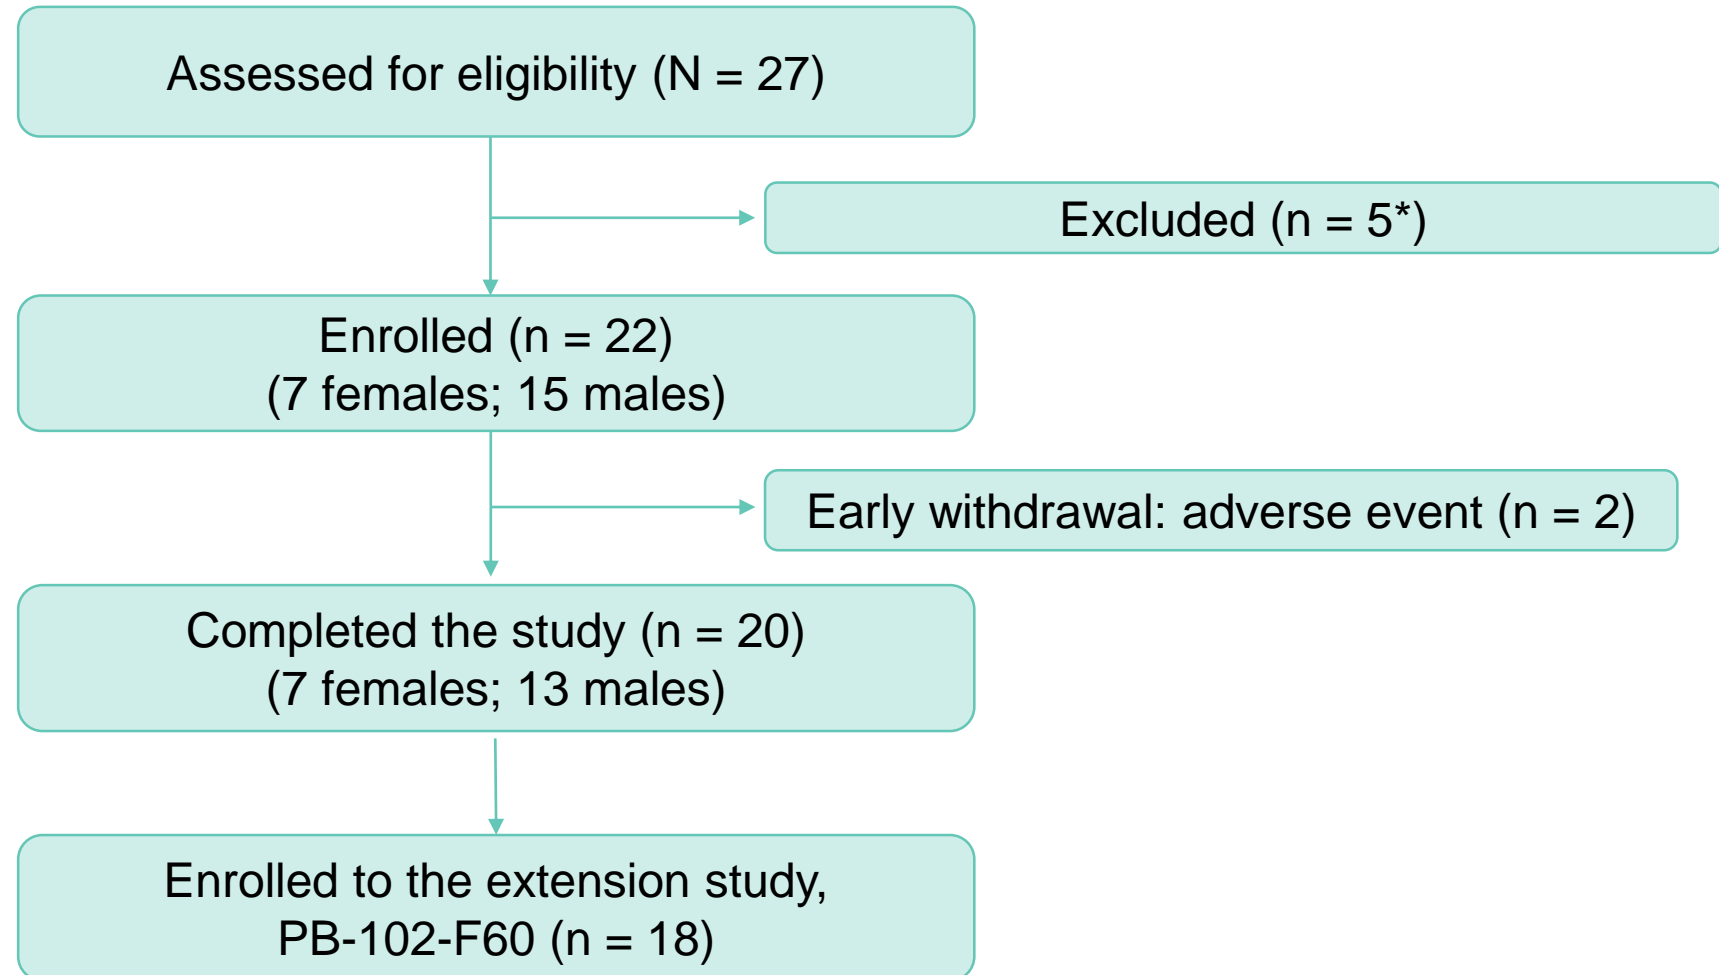 Assessed for eligibility (N = 27)
Excluded (n = 5*)
Enrolled (n = 22)
(7 females; 15 males)
Early withdrawal: adverse event (n = 2)
Completed the study (n = 20)
(7 females; 13 males)
Enrolled to the extension study,
PB-102-F60 (n = 18)